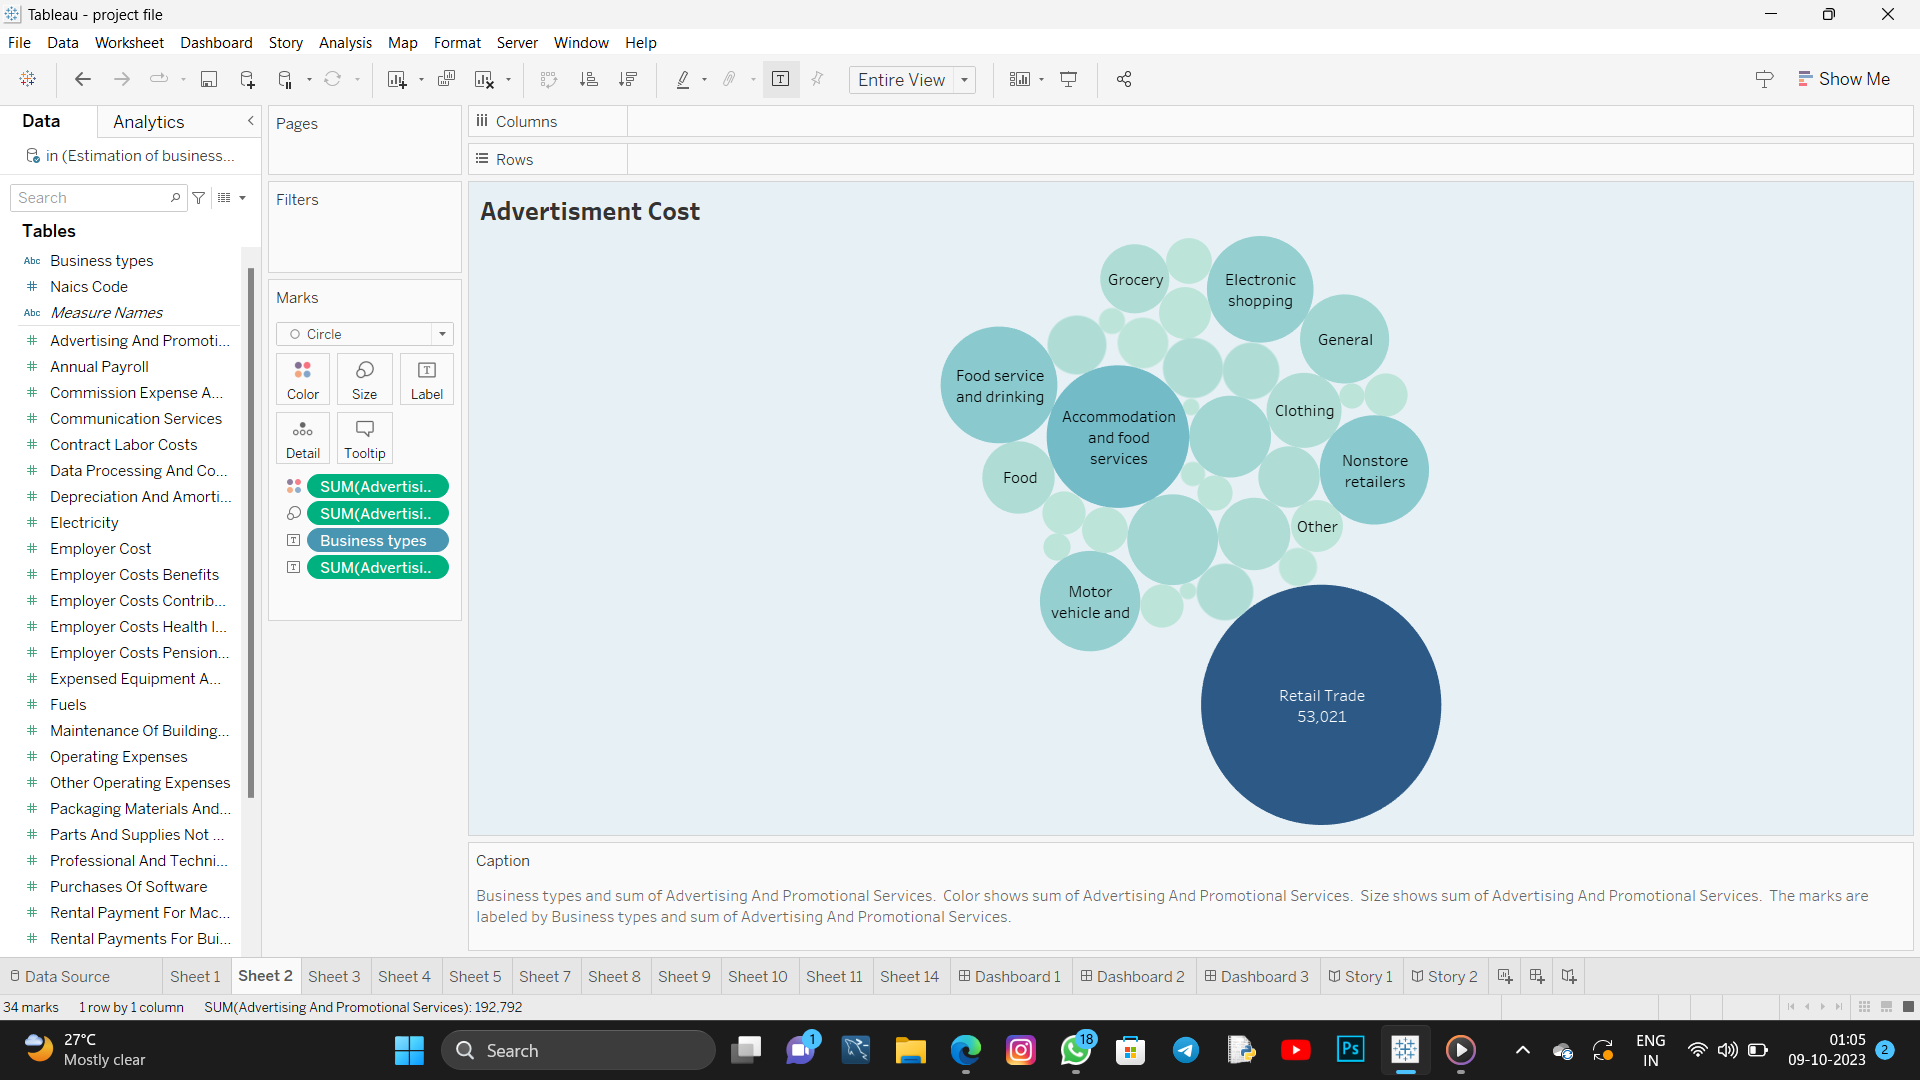 Tableau - project file
File Data Worksheet Dashboard Story Analysis Map Format Server Window Help
Entire View
Show Me
Data Analytics
in (Estimation of business...
Search
Tables
Abc Business types
# Naics Code
Abc Measure Names
# Advertising And Promoti...
# Annual Payroll
# Commission Expense A...
# Communication Services
# Contract Labor Costs
# Data Processing And Co...
# Depreciation And Amorti...
# Electricity
# Employer Cost
# Employer Costs Benefits
# Employer Costs Contrib...
# Employer Costs Health I...
# Employer Costs Pension...
# Expensed Equipment A...
# Fuels
# Maintenance Of Building...
# Operating Expenses
# Other Operating Expenses
# Packaging Materials And...
# Parts And Supplies Not ...
# Professional And Techni...
# Purchases Of Software
# Rental Payment For Mac...
# Rental Payments For Bui...
Pages
Filters
Marks
Circle
Color Size Label
Detail Tooltip
SUM(Advertisi..
SUM(Advertisi..
Business types
SUM(Advertisi..
Columns
Rows
Advertisment Cost
Grocery
Electronic
shopping
General
Food service
and drinking
Accommodation
and food
services
Clothing
Nonstore
retailers
Food
Other
Motor
vehicle and
Retail Trade
53,021
Caption
Business types and sum of Advertising And Promotional Services. Color shows sum of Advertising And Promotional Services. Size shows sum of Advertising And Promotional Services. The marks are
labeled by Business types and sum of Advertising And Promotional Services.
Data Source Sheet 1 Sheet 2 Sheet 3 Sheet 4 Sheet 5 Sheet 7 Sheet 8 Sheet 9 Sheet 10 Sheet 11 Sheet 14 Dashboard 1 Dashboard 2 Dashboard 3 Story 1 Story 2
34 marks 1 row by 1 column SUM(Advertising And Promotional Services): 192,792
27°C
Mostly clear
Search
1
18
Ps
ENG
IN
01:05
09-10-2023
2